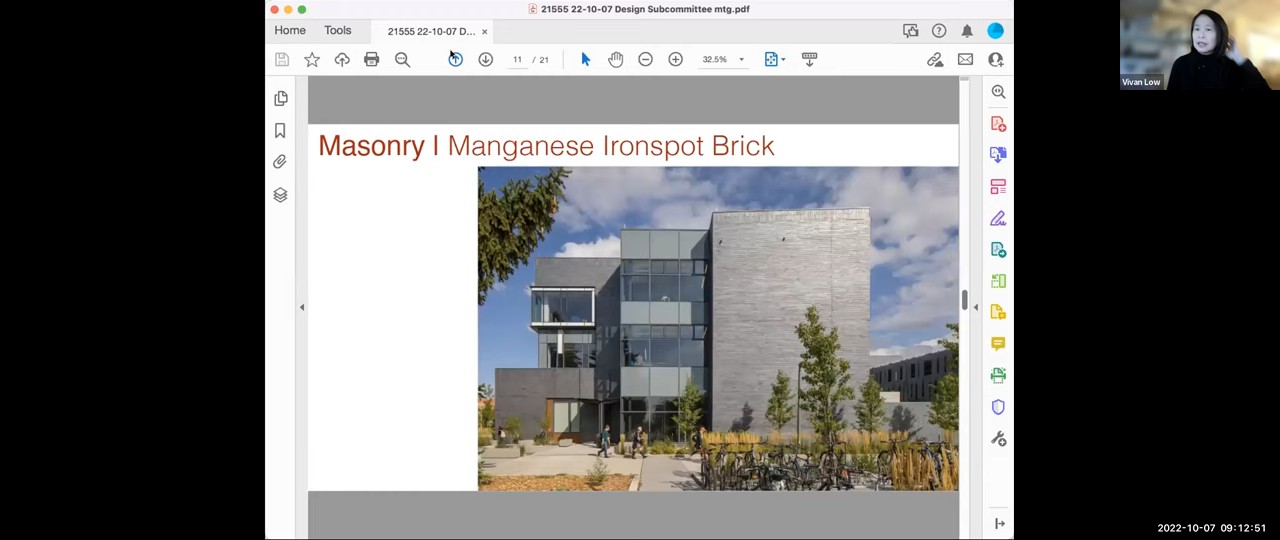 21555 22-10-07 Design Subcommittee mtg.pdf
Home
Tools
21555 22-10-07 D...
11 / 21
32.5%
Masonry I Manganese Ironspot Brick
Vivan Low
2022-10-07 09:12:51